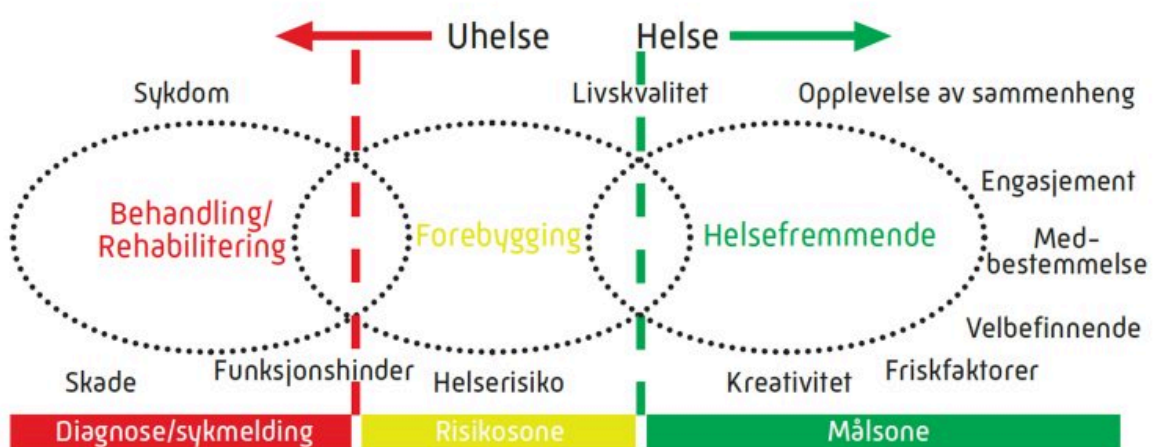 Uhelse Helse
Sykdom Livskvalitet Opplevelse av sammenheng
Engasjement
Behandling/
Rehabilitering
Forebygging
Helsefremmende
Med-
bestemmelse
Velbefinnende
Skade Funksjonshinder Helserisiko Kreativitet Friskfaktorer
Diagnose/sykmelding Risikosone Målsone